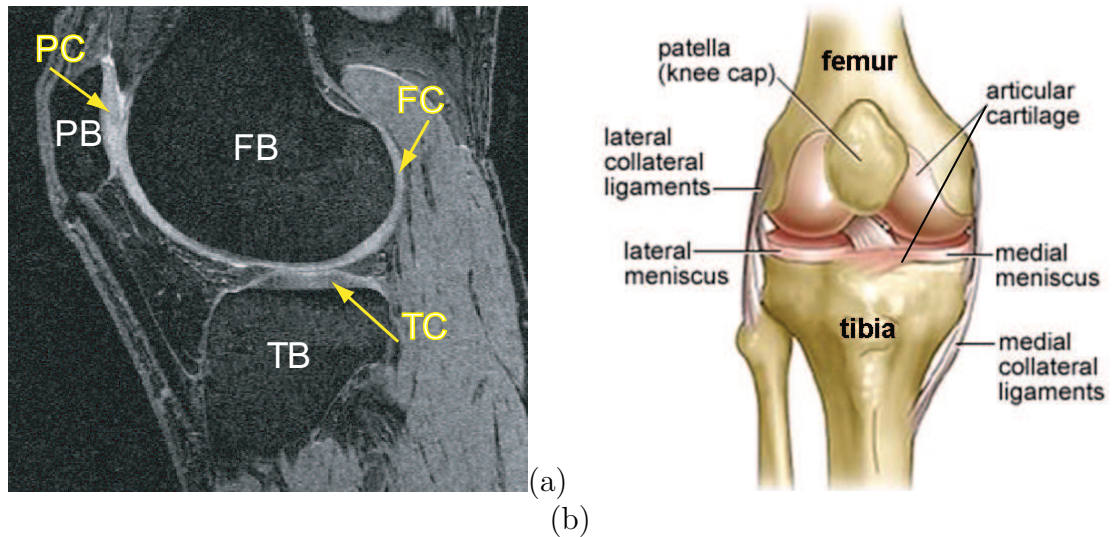 PC
FC
PB
FB
TC
TB
(a)
patella
(knee cap)
femur
articular
cartilage
lateral
collateral
ligaments
lateral
meniscus
medial
meniscus
tibia
medial
collateral
ligaments
(b)